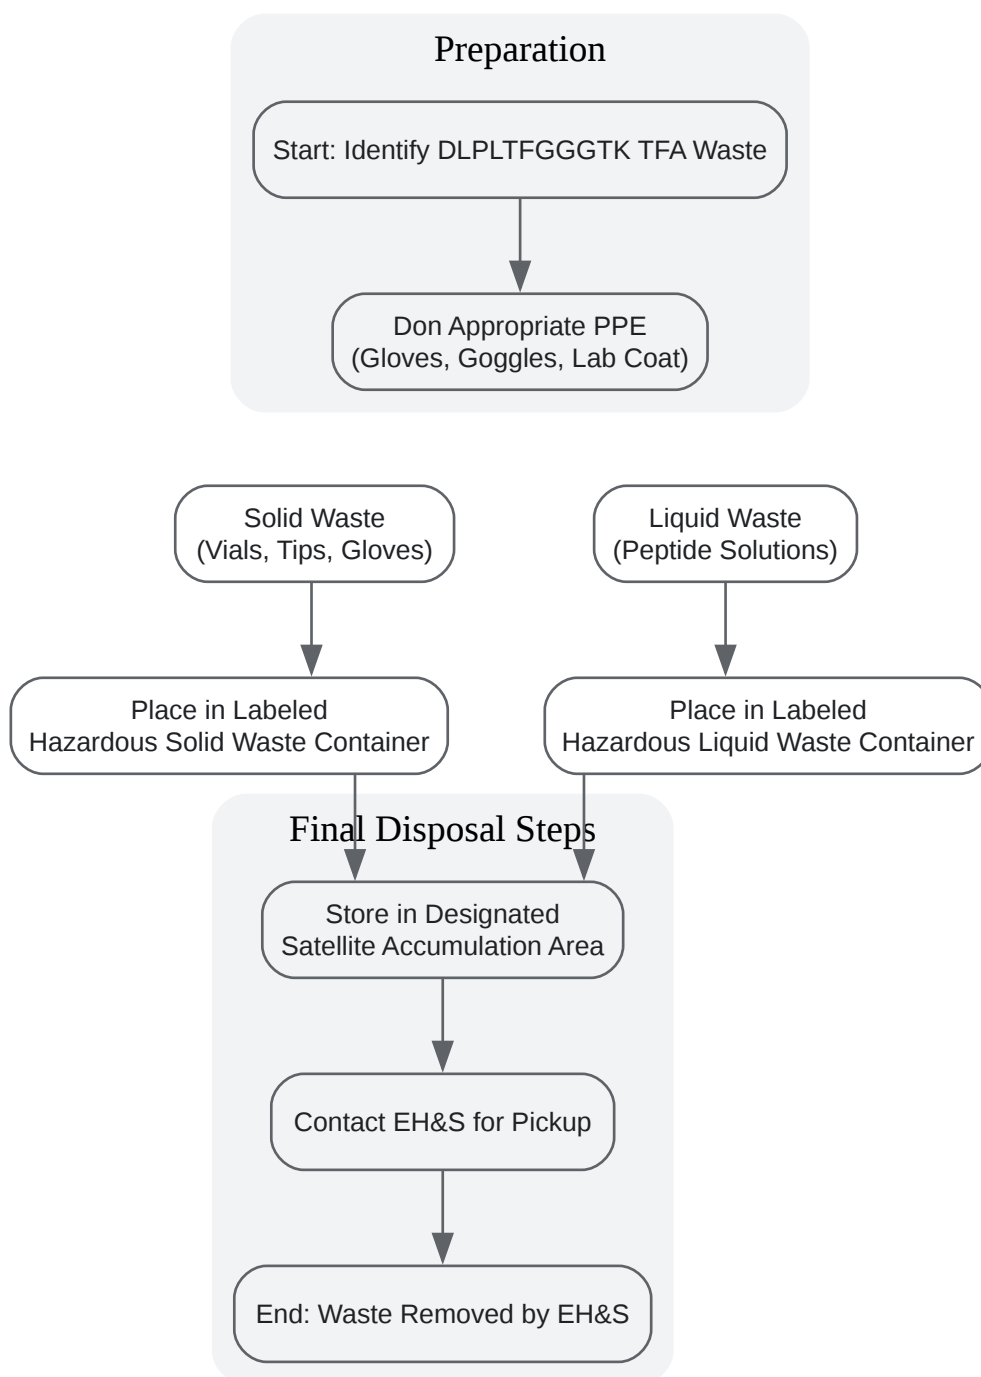 Preparation
Start: Identify DLPLTFGGGTK TFA Waste
Don Appropriate PPE
(Gloves, Goggles, Lab Coat)
Solid Waste
(Vials, Tips, Gloves)
Liquid Waste
(Peptide Solutions)
Place in Labeled
Hazardous Solid Waste Container
Place in Labeled
Hazardous Liquid Waste Container
Final Disposal Steps
Store in Designated
Satellite Accumulation Area
Contact EH&S for Pickup
End: Waste Removed by EH&S